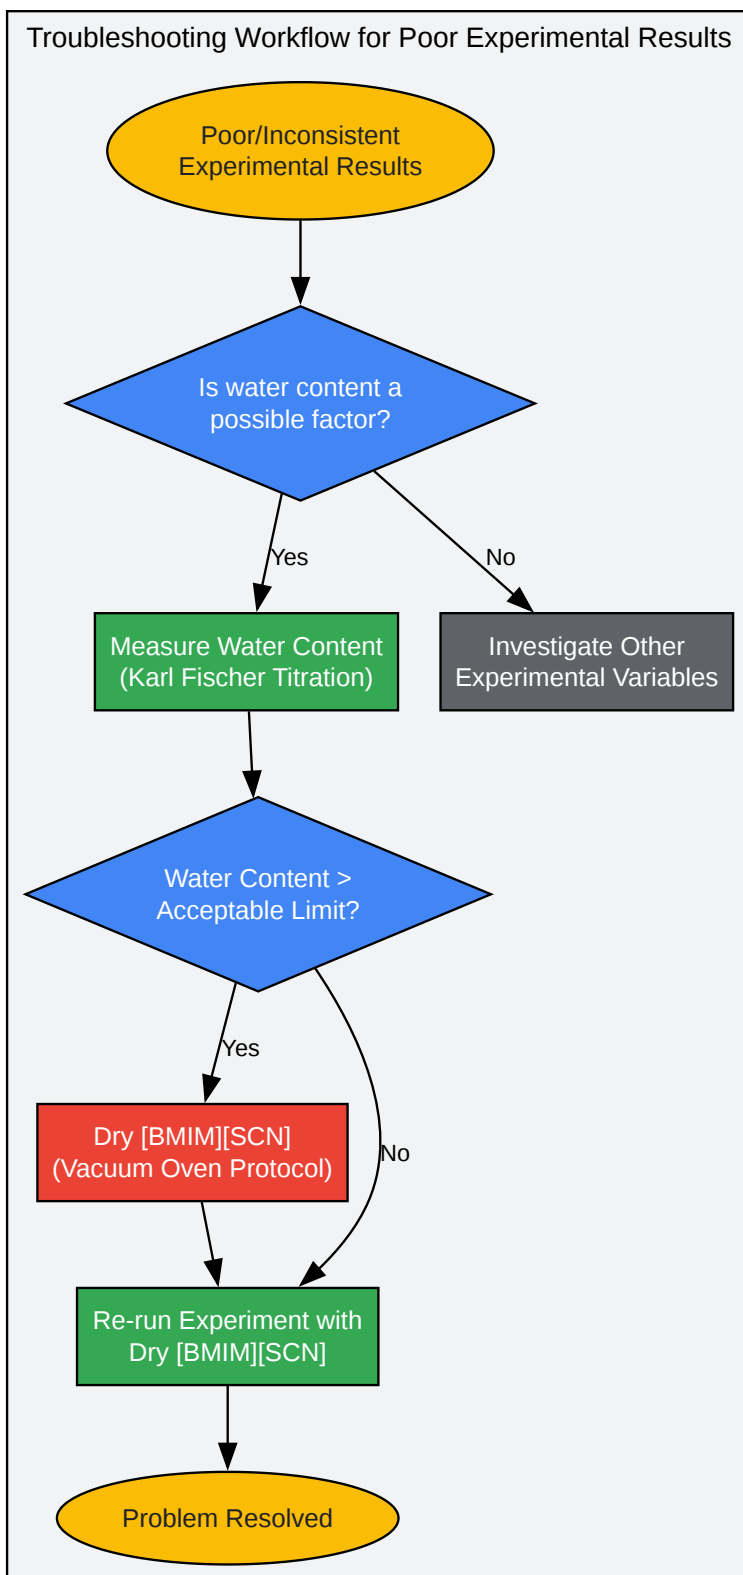 Troubleshooting Workflow for Poor Experimental Results
Poor/Inconsistent
Experimental Results
Is water content a
possible factor?
Yes
No
Measure Water Content
(Karl Fischer Titration)
Investigate Other
Experimental Variables
Water Content >
Acceptable Limit?
Yes
Dry [BMIM][SCN]
(Vacuum Oven Protocol)
No
Re-run Experiment with
Dry [BMIM][SCN]
Problem Resolved